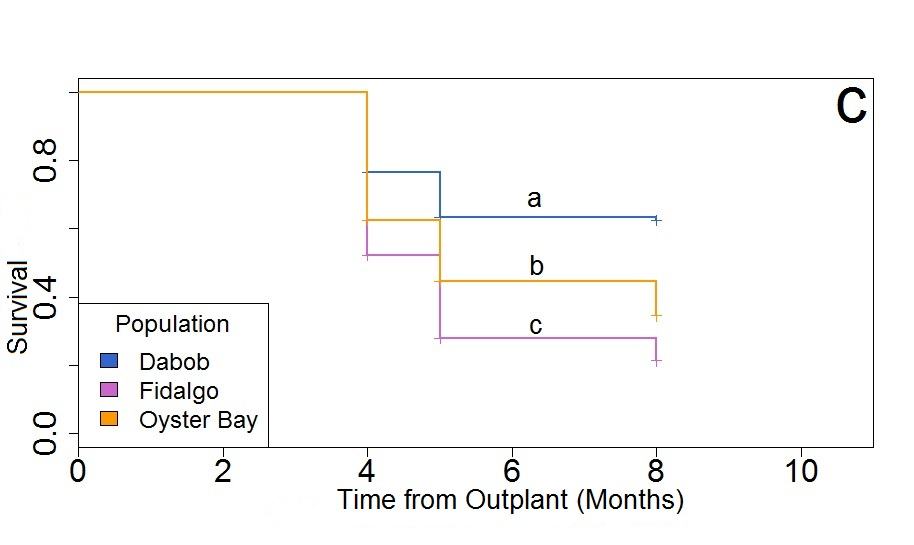 C
0.8
a
b
0.4
Survival
c
Population
Dabob
Fidalgo
Oyster Bay
0.0
0 2 4 6 8 10
Time from Outplant (Months)